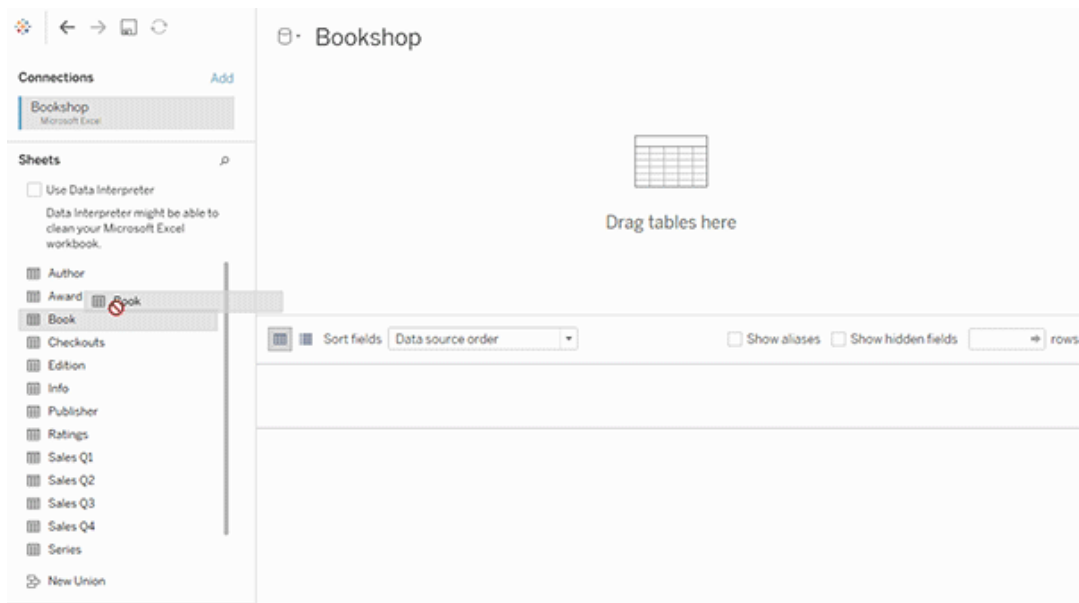 Bookshop
Connections Add
Bookshop
Microsoft Excel
Sheets
Use Data Interpreter
Data Interpreter might be able to
clean your Microsoft Excel
workbook.
Author
Award
Book
Book
Checkouts
Edition
Info
Publisher
Ratings
Sales Q1
Sales Q2
Sales Q3
Sales Q4
Series
New Union
Drag tables here
Sort fields Data source order Show aliases Show hidden fields rows